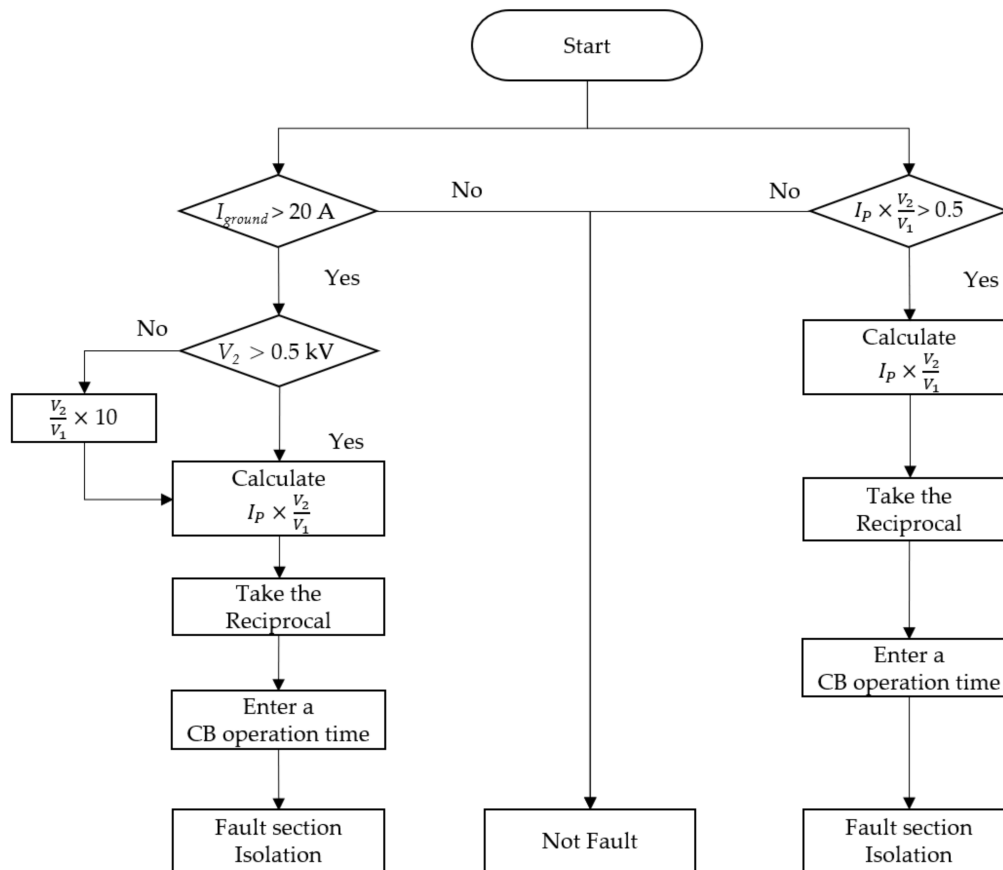 Start
I_ground > 20 A
No
No
I_P × V_2/V_1 > 0.5
Yes
Yes
No
V_2 > 0.5 kV
Calculate
I_P × V_2/V_1
V_2/V_1 × 10
Yes
Calculate
I_P × V_2/V_1
Take the
Reciprocal
Take the
Reciprocal
Enter a
CB operation time
Enter a
CB operation time
Fault section
Isolation
Not Fault
Fault section
Isolation